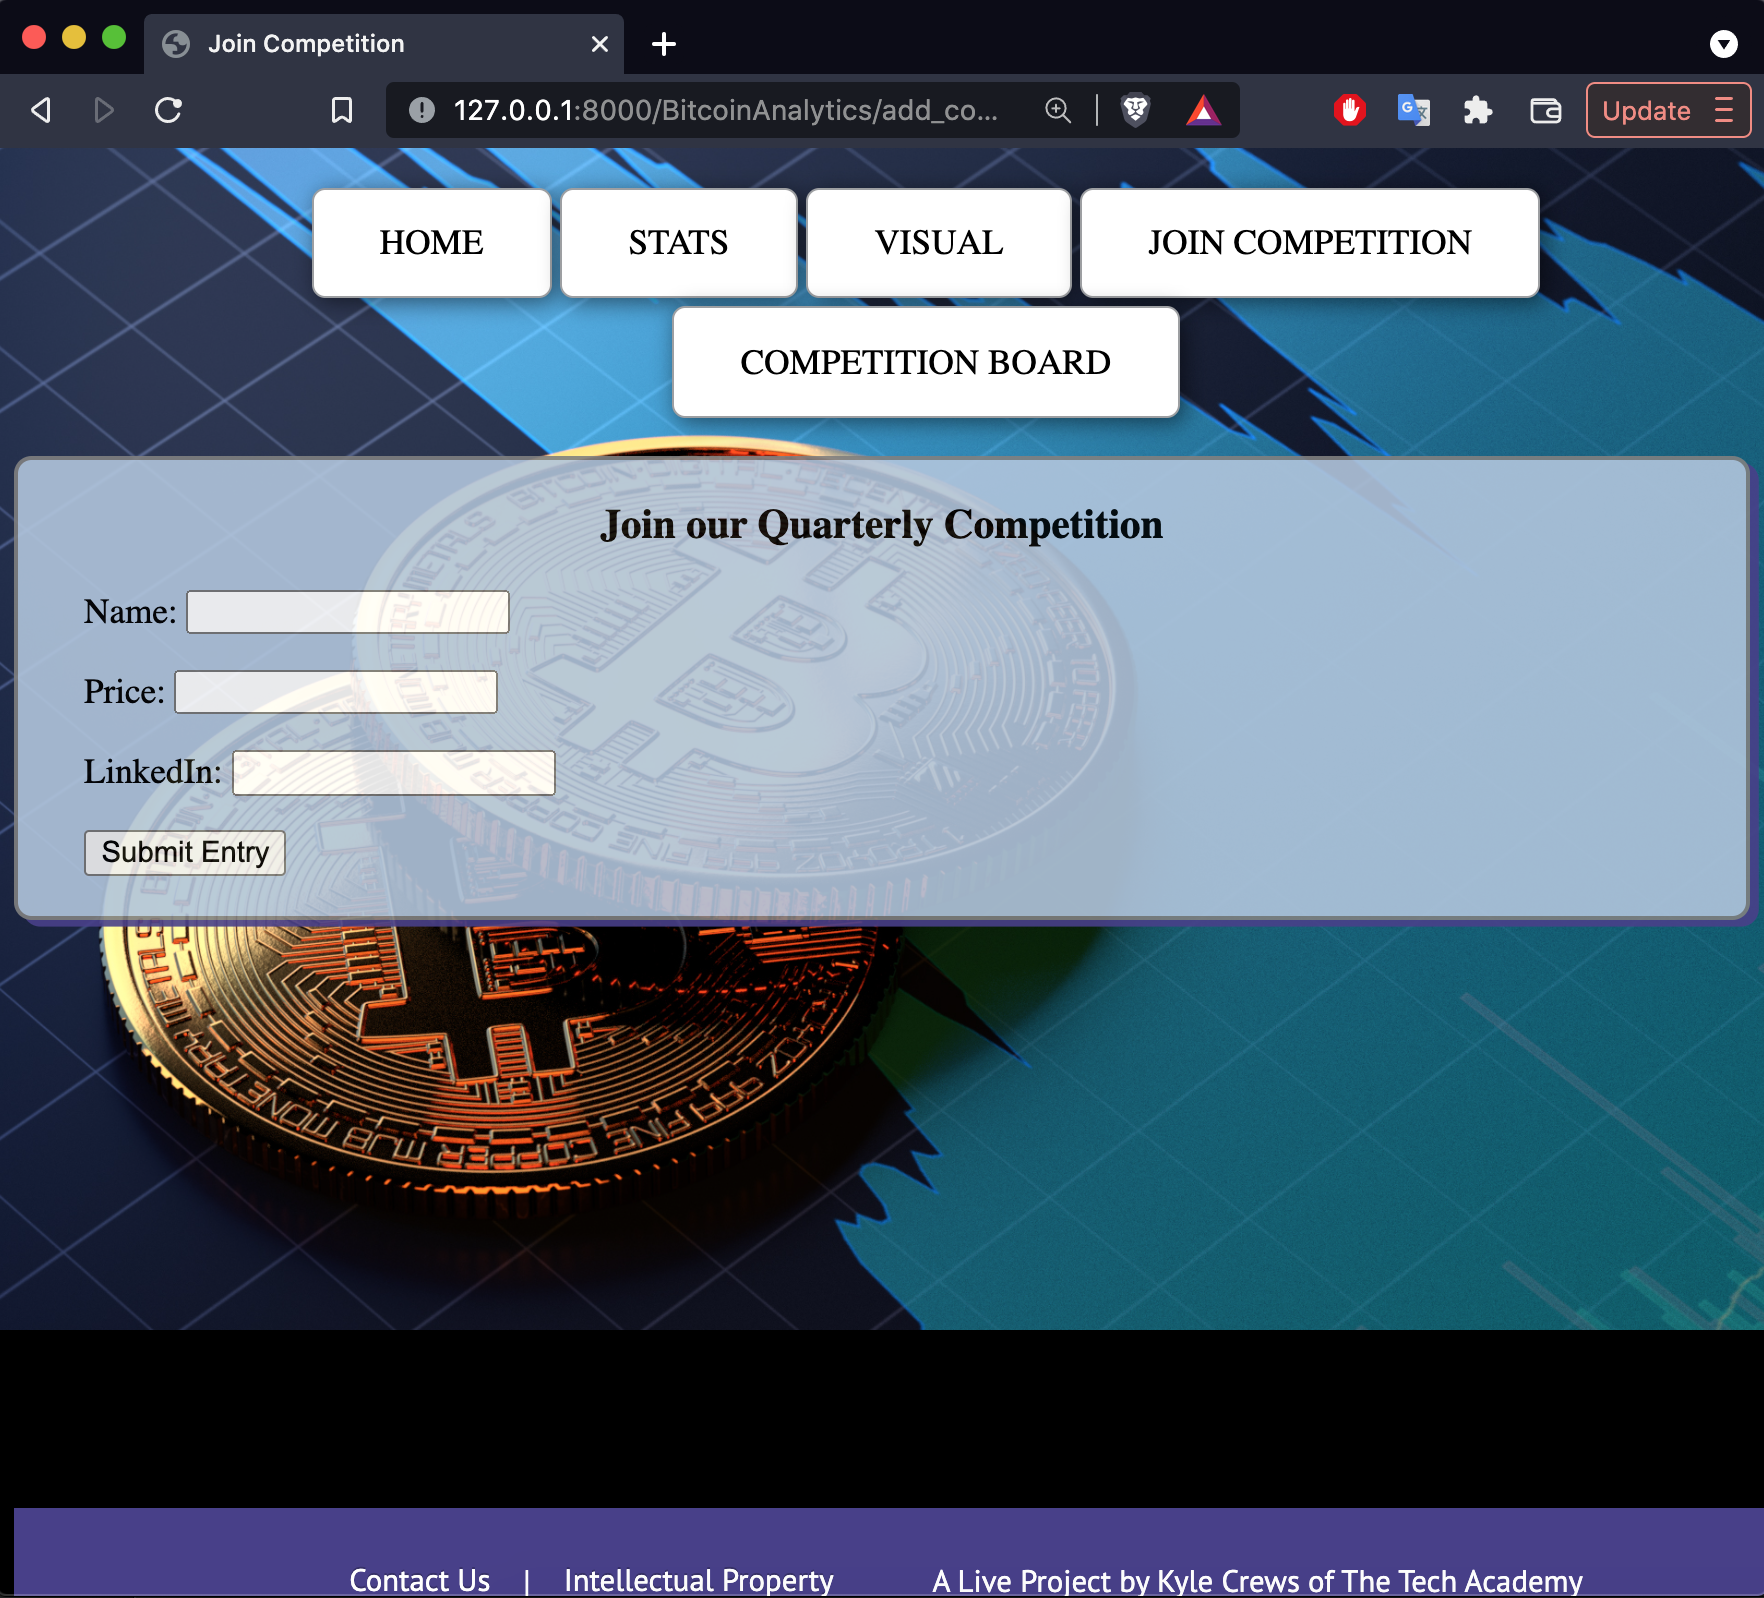 Join Competition
127.0.0.1:8000/BitcoinAnalytics/add_co...
Update
HOME STATS VISUAL JOIN COMPETITION
COMPETITION BOARD
Join our Quarterly Competition
Name:
Price:
LinkedIn:
Submit Entry
Contact Us | Intellectual Property A Live Project by Kyle Crews of The Tech Academy